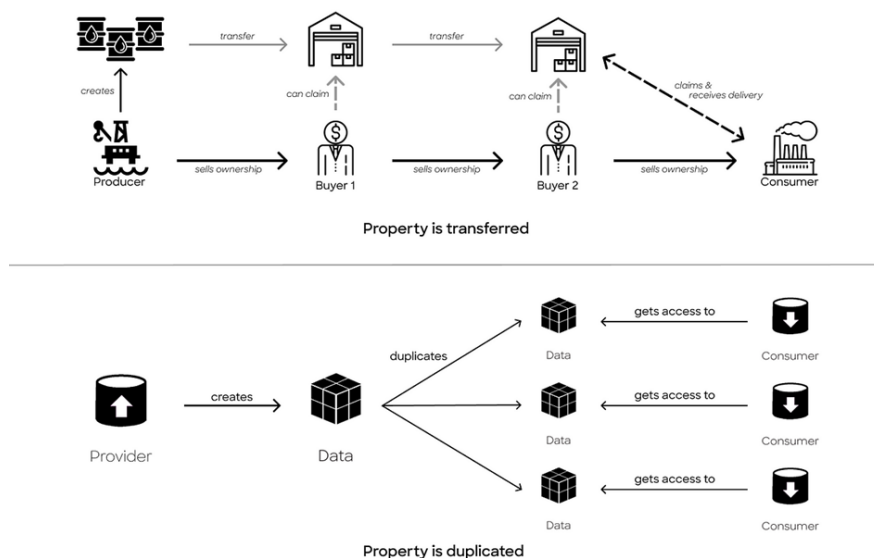 transfer
transfer
creates
can claim
can claim
claims &
receives delivery
$
$
Producer
sells ownership
Buyer 1
sells ownership
Buyer 2
sells ownership
Consumer
Property is transferred
gets access to
Data
Consumer
duplicates
creates
gets access to
Provider
Data
Data
Consumer
gets access to
Data
Consumer
Property is duplicated